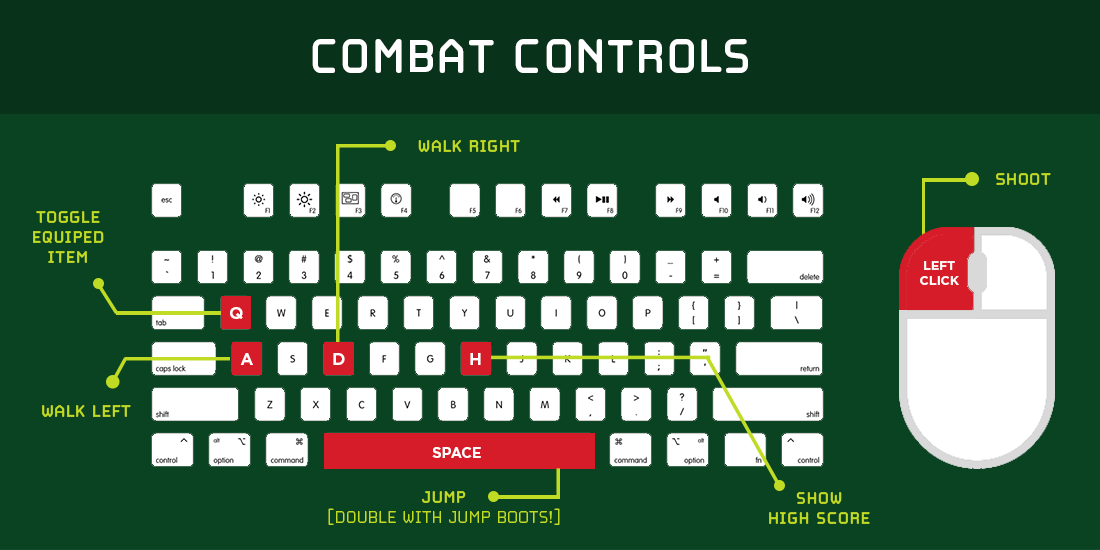 COMBAT CONTROLS
WALK RIGHT
SHOOT
TOGGLE
EQUIPED
ITEM
esc F1 F2 F3 F4 F5 F6 F7 F8 F9 F10 F11 F12
~ ! @ # $ % ^ & * ( ) _ +
` 1 2 3 4 5 6 7 8 9 0 - = delete
tab Q W E R T Y U I O P { [ } ] | \
caps lock A S D F G H J K L : ; " ' return
shift Z X C V B N M < , > . ? / shift
^ control alt ⌥ option ⌘ command SPACE ⌘ command ⌥ alt option fn ^ control
LEFT
CLICK
WALK LEFT
JUMP
[DOUBLE WITH JUMP BOOTS!]
SHOW
HIGH SCORE